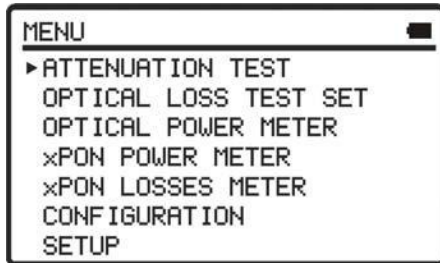 MENU
▶ATTENUATION TEST
OPTICAL LOSS TEST SET
OPTICAL POWER METER
xPON POWER METER
xPON LOSSES METER
CONFIGURATION
SETUP